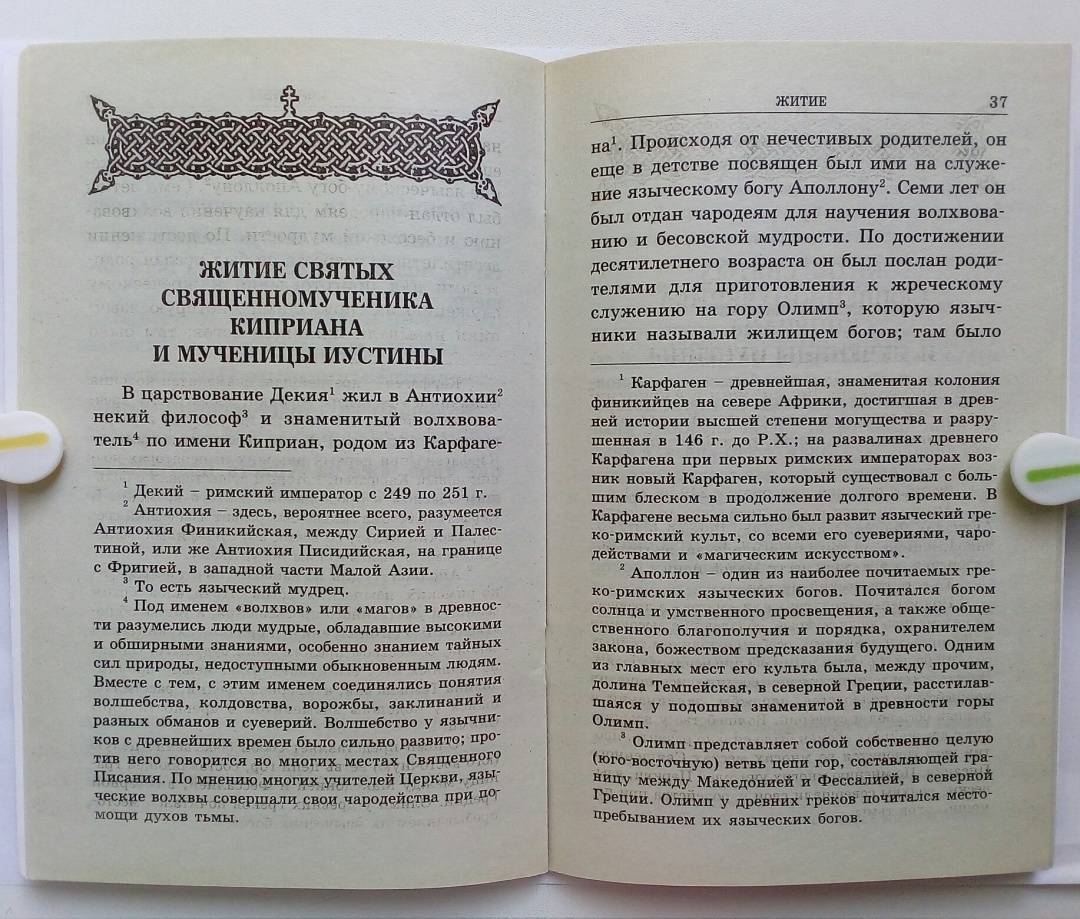 ЖИТИЕ СВЯТЫХ
СВЯЩЕННОМУЧЕНИКА
КИПРИАНА
И МУЧЕНИЦЫ ИУСТИНЫ
В царствование Декия¹ жил в Антиохии²
некий философ³ и знаменитый волхвова-
тель⁴ по имени Киприан, родом из Карфаге-
¹ Декий – римский император с 249 по 251 г.
² Антиохия – здесь, вероятнее всего, разумеется
Антиохия Финикийская, между Сирией и Палес-
тиной, или же Антиохия Писидийская, на границе
с Фригией, в западной части Малой Азии.
³ То есть языческий мудрец.
⁴ Под именем «волхвов» или «магов» в древнос-
ти разумелись люди мудрые, обладавшие высокими
и обширными знаниями, особенно знанием тайных
сил природы, недоступными обыкновенным людям.
Вместе с тем, с этим именем соединялись понятия
волшебства, колдовства, ворожбы, заклинаний и
разных обманов и суеверий. Волшебство у язычни-
ков с древнейших времен было сильно развито; про-
тив него говорится во многих местах Священного
Писания. По мнению многих учителей Церкви, язы-
ческие волхвы совершали свои чародейства при по-
мощи духов тьмы.
ЖИТИЕ 37
на¹. Происходя от нечестивых родителей, он
еще в детстве посвящен был ими на служе-
ние языческому богу Аполлону². Семи лет он
был отдан чародеям для научения волхвова-
нию и бесовской мудрости. По достижении
десятилетнего возраста он был послан роди-
телями для приготовления к жреческому
служению на гору Олимп³, которую языч-
ники называли жилищем богов; там было
¹ Карфаген – древнейшая, знаменитая колония
финикийцев на севере Африки, достигшая в древ-
ней истории высшей степени могущества и разру-
шенная в 146 г. до Р.Х.; на развалинах древнего
Карфагена при первых римских императорах воз-
ник новый Карфаген, который существовал с боль-
шим блеском в продолжение долгого времени. В
Карфагене весьма сильно был развит языческий гре-
ко-римский культ, со всеми его суевериями, чаро-
действами и «магическим искусством».
² Аполлон – один из наиболее почитаемых гре-
ко-римских языческих богов. Почитался богом
солнца и умственного просвещения, а также обще-
ственного благополучия и порядка, охранителем
закона, божеством предсказания будущего. Одним
из главных мест его культа была, между прочим,
долина Темпейская, в северной Греции, расстилав-
шаяся у подошвы знаменитой в древности горы
Олимп.
³ Олимп представляет собой собственно целую
(юго-восточную) ветвь цепи гор, составляющей гра-
ницу между Македонией и Фессалией, в северной
Греции. Олимп у древних греков почитался место-
пребыванием их языческих богов.